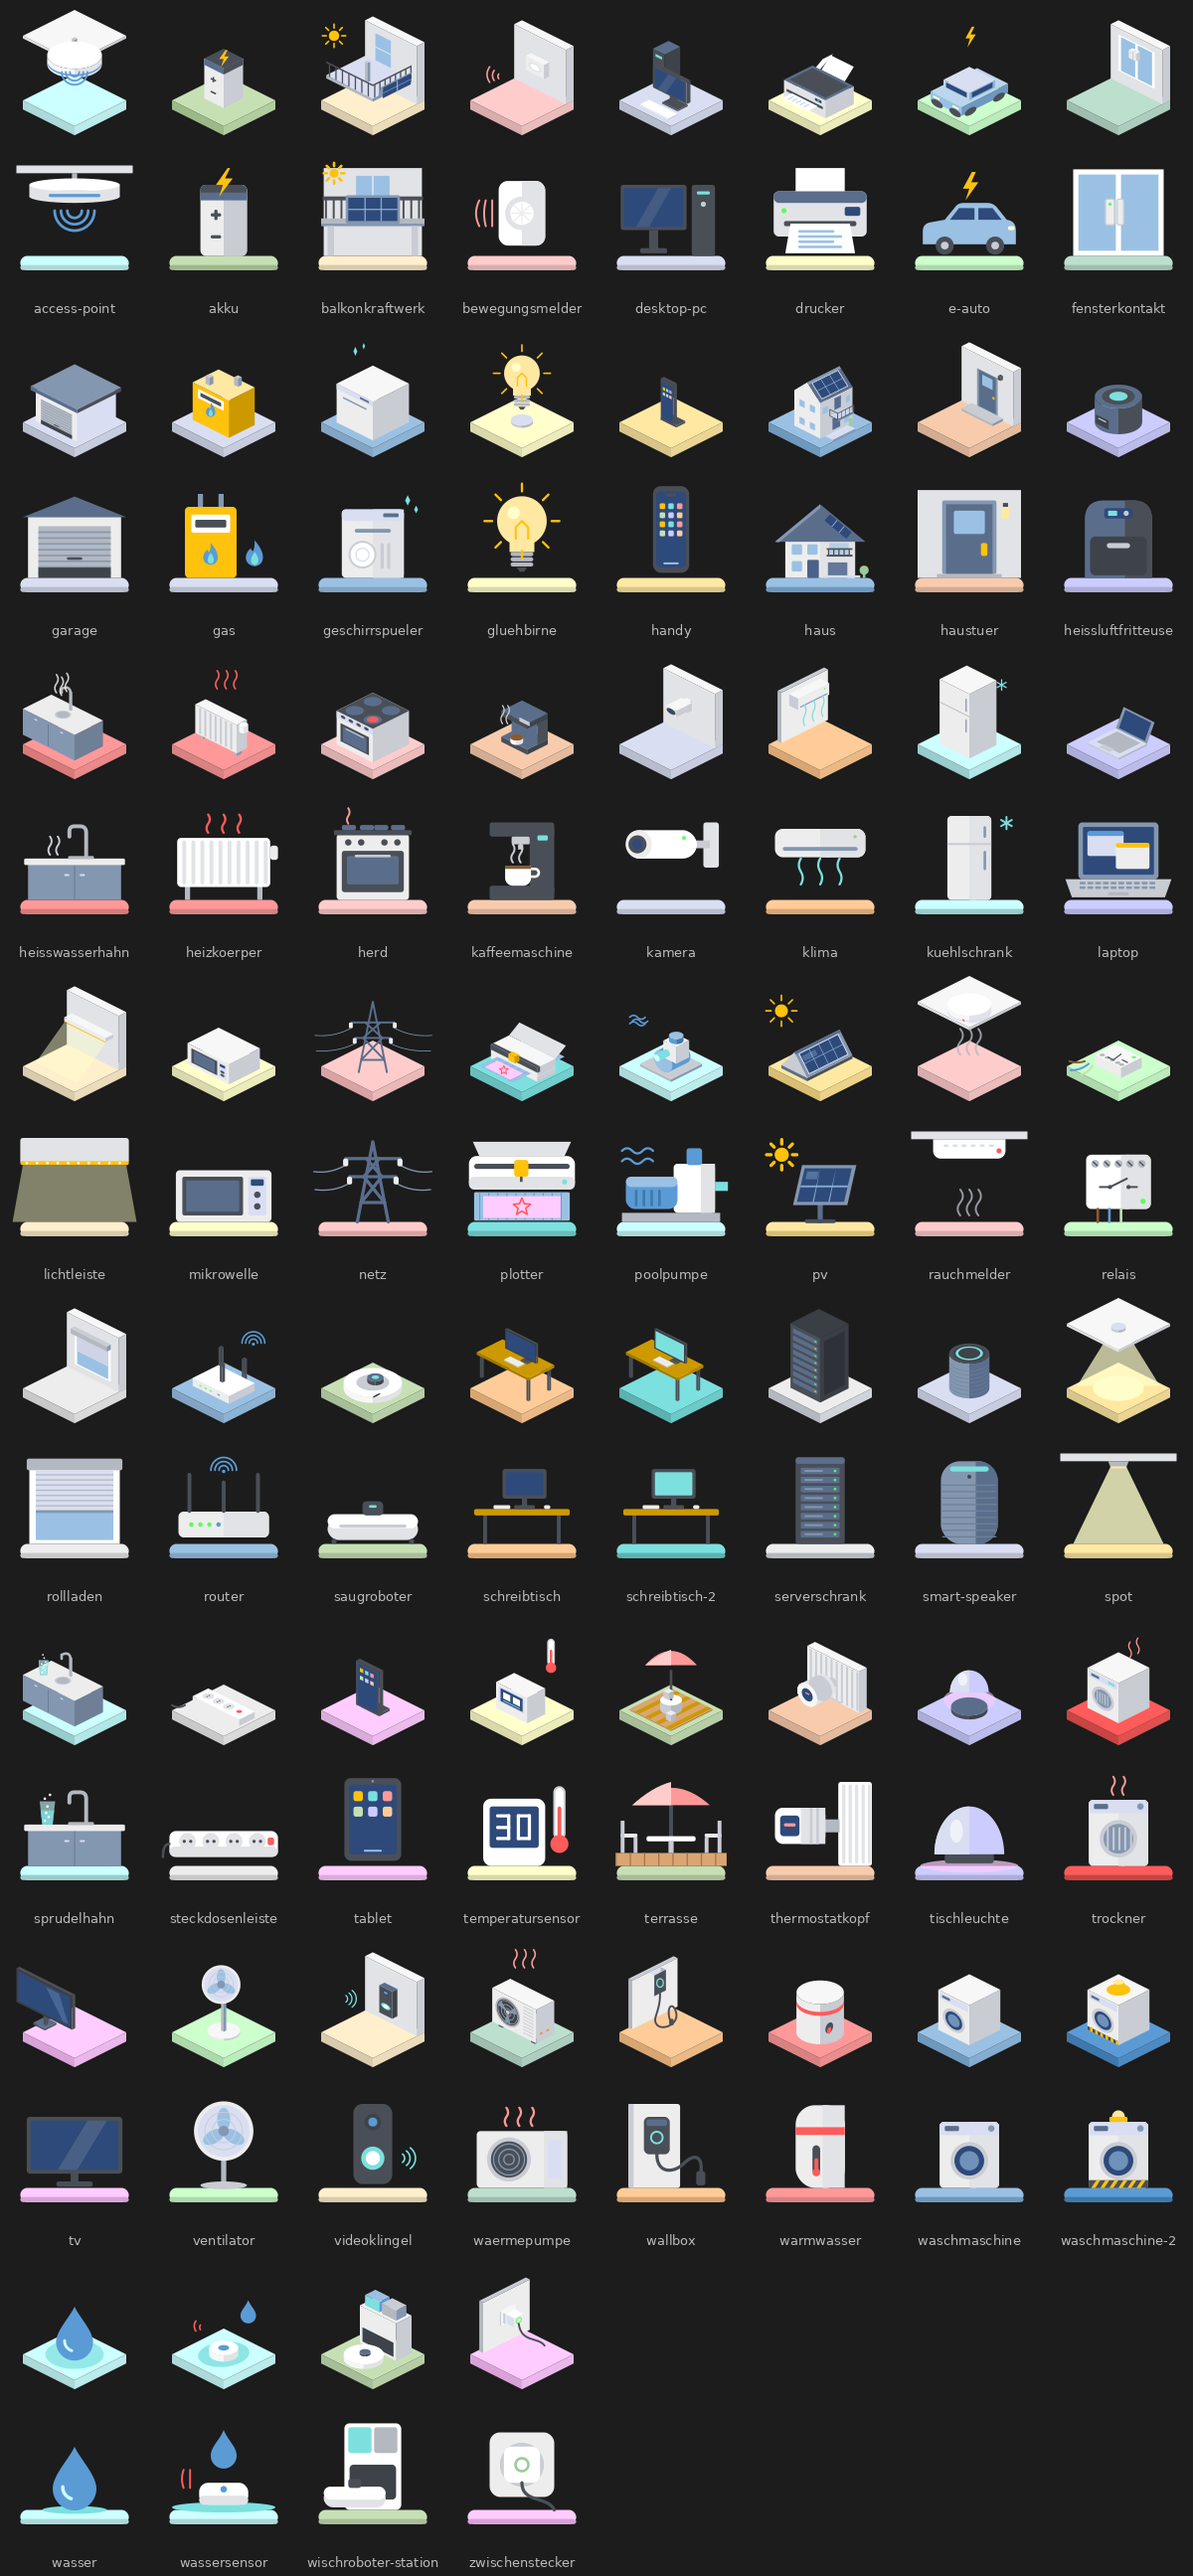 access-point akku balkonkraftwerk bewegungsmelder desktop-pc drucker e-auto fensterkontakt
garage gas geschirrspueler gluehbirne handy haus haustuer heissluftfritteuse
heisswasserhahn heizkoerper herd kaffeemaschine kamera klima kuehlschrank laptop
lichtleiste mikrowelle netz plotter poolpumpe pv rauchmelder relais
rollladen router saugroboter schreibtisch schreibtisch-2 serverschrank smart-speaker spot
30
sprudelhahn steckdosenleiste tablet temperatursensor terrasse thermostatkopf tischleuchte trockner
tv ventilator videoklingel waermepumpe wallbox warmwasser waschmaschine waschmaschine-2
wasser wassersensor wischroboter-station zwischenstecker